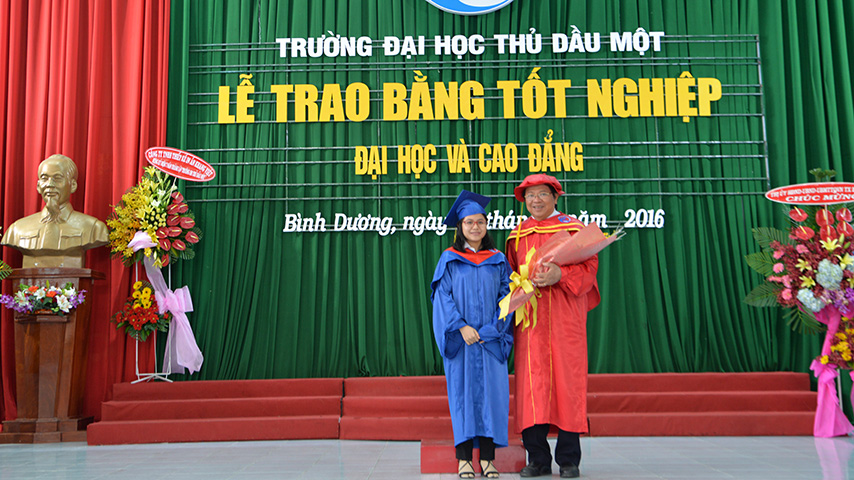 TRƯỜNG ĐẠI HỌC THỦ DẦU MỘT
LỄ TRAO BẰNG TỐT NGHIỆP
ĐẠI HỌC VÀ CAO ĐẲNG
Bình Dương, ngày thá năm 2016
CHÚC MỪNG